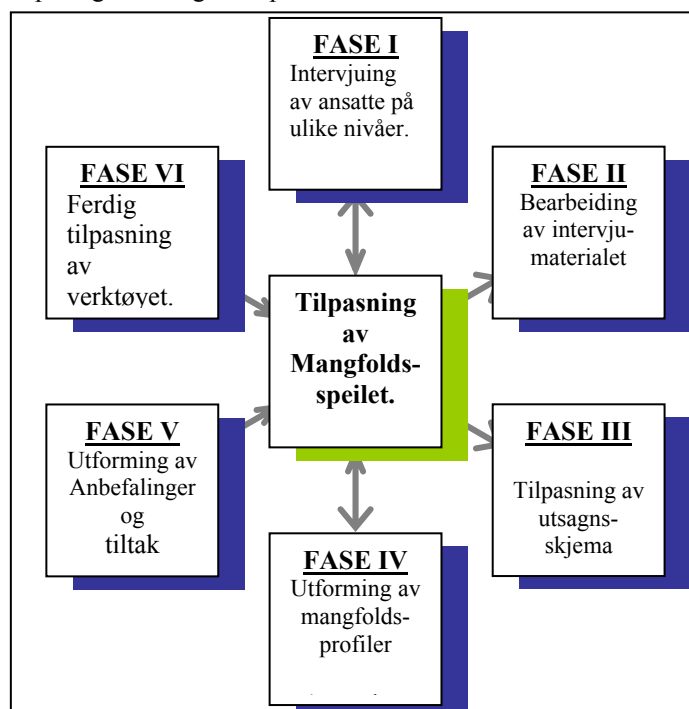 FASE I
Intervjuing
av ansatte på
ulike nivåer.
FASE VI
Ferdig
tilpasning
av
verktøyet.
FASE II
Bearbeiding
av intervju-
materialet
Tilpasning
av
Mangfolds-
speilet.
FASE V
Utforming av
Anbefalinger
og
tiltak
FASE III
Tilpasning av
utsagns-
skjema
FASE IV
Utforming av
mangfolds-
profiler